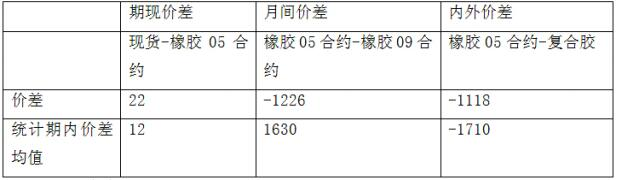 期现价差 月间价差 内外价差
现货-橡胶 05 合约 橡胶 05 合约-橡胶 09 合约 橡胶 05 合约-复合胶
价差 22 -1226 -1118
统计期内价差均值 12 1630 -1710